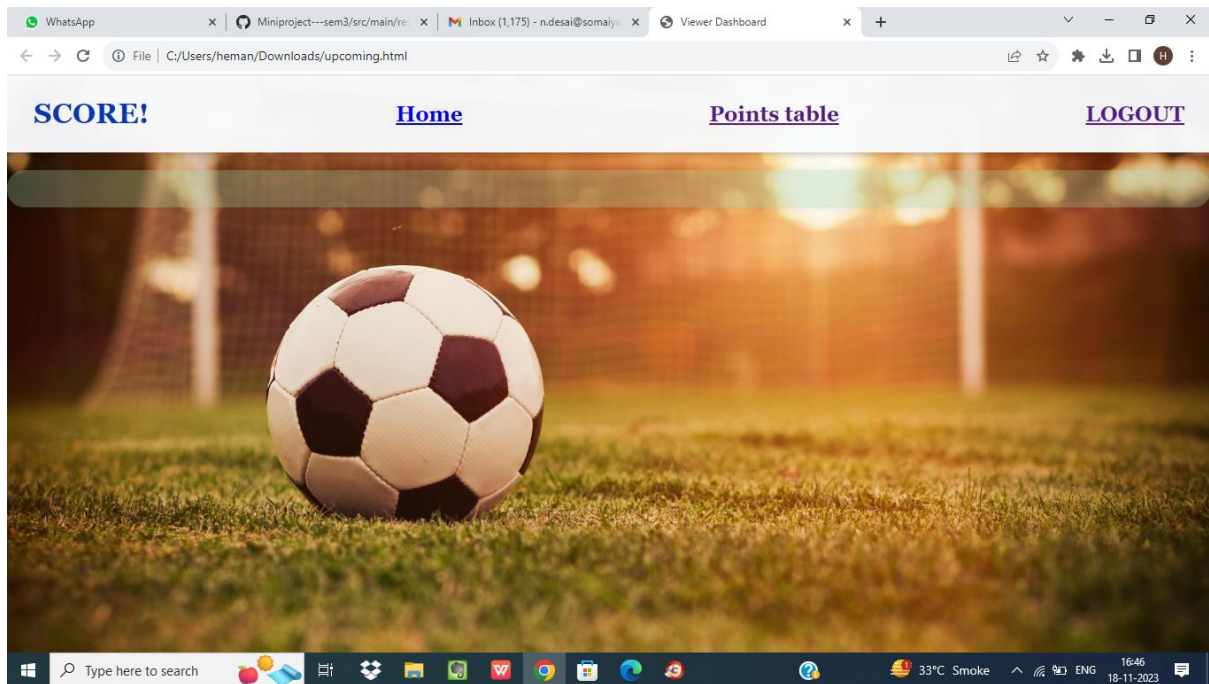 WhatsApp
Miniproject---sem3/src/main/re
Inbox (1,175) - n.desai@somaiya
Viewer Dashboard
File
C:/Users/heman/Downloads/upcoming.html
H
SCORE!
Home
Points table
LOGOUT
Type here to search
33°C Smoke
ENG
16:46
18-11-2023